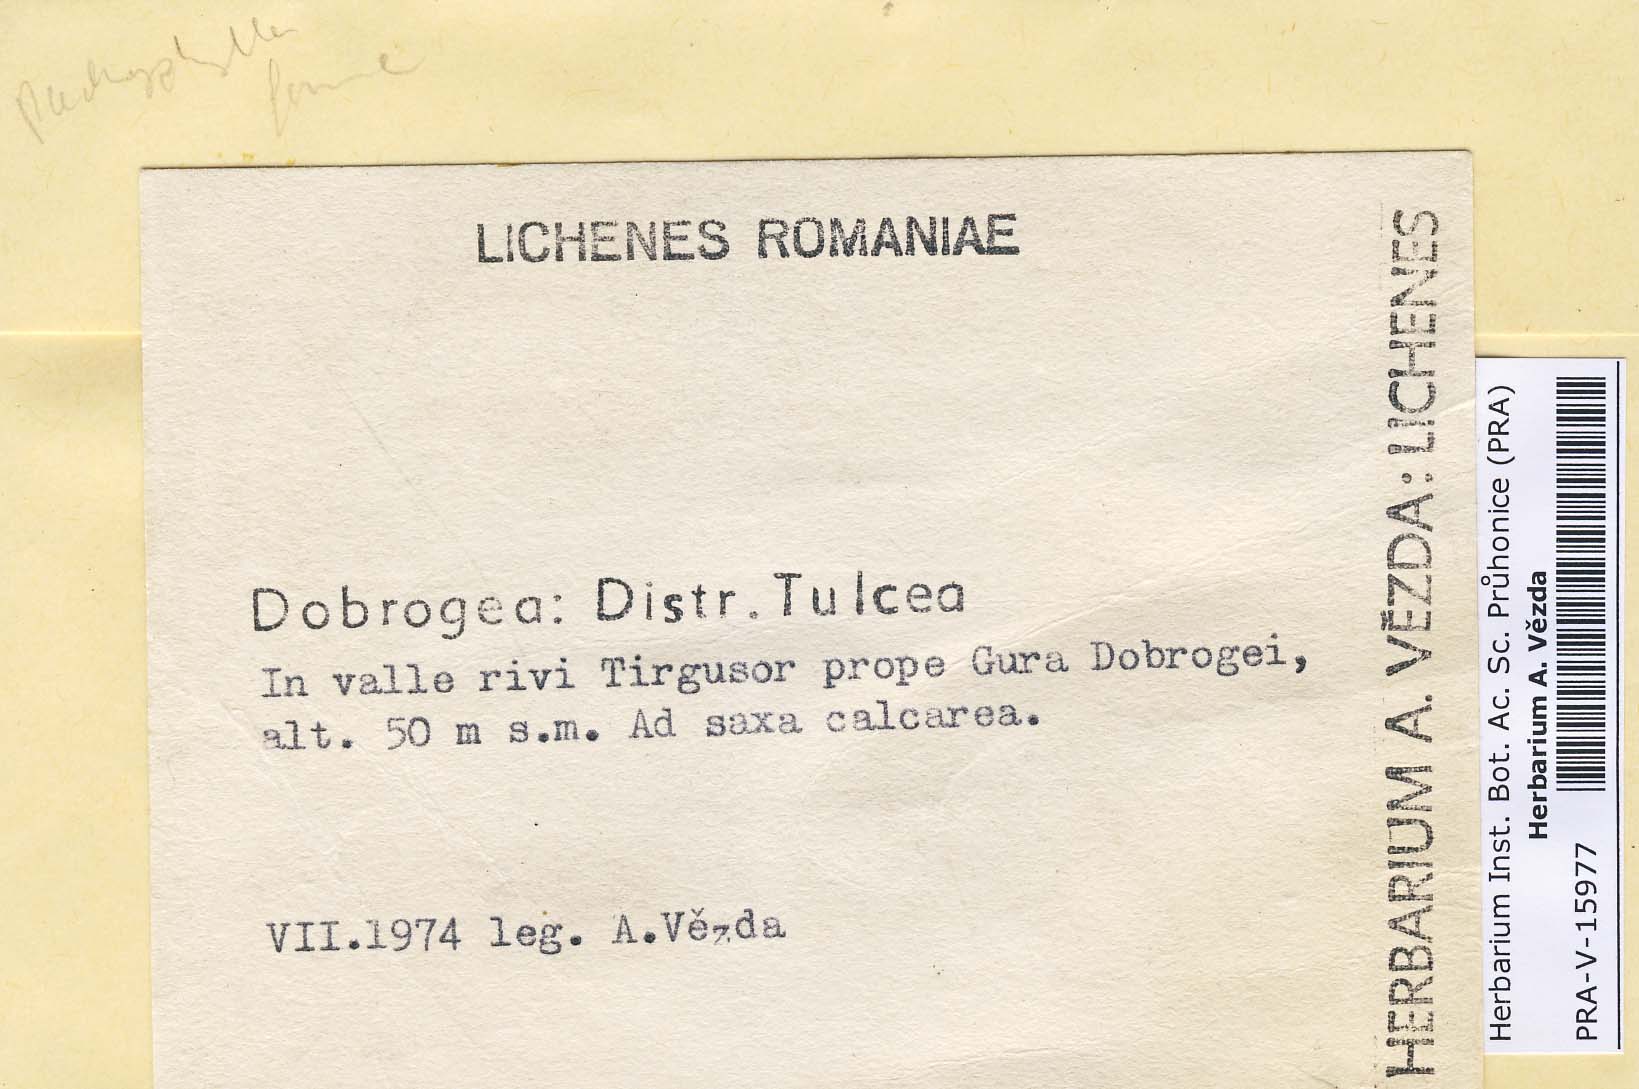 LICHENES ROMANIAE
Dobrogea: Distr. Tulcea
In valle rivi Tirgusor prope Gura Dobrogei,
alt. 50 m s.m. Ad saxa calcarea.
VII.1974 leg. A.Vězda
HERBARIUM A. VĚZDA: LICHENES
Herbarium Inst. Bot. Ac. Sc. Průhonice (PRA)
Herbarium A. Vězda
PRA-V-15977